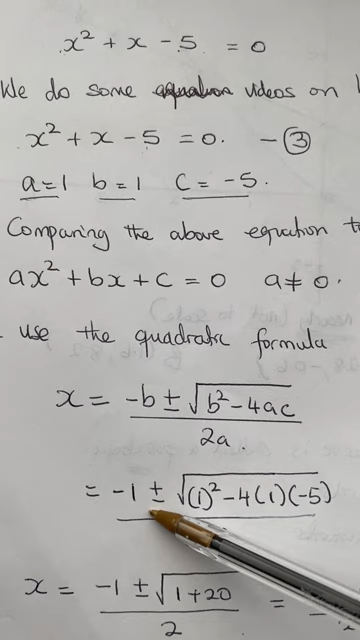 x² + x - 5 = 0
We do some videos on
x² + x - 5 = 0. - ③
a=1 b=1 c = -5.
Comparing the above equation
ax² + bx + c = 0 a ≠ 0.
use the quadratic formula
x = -b ± √b² - 4ac
2a
= -1 ± √(1)² - 4(1)(-5)
x = -1 ± √1+20 =
2